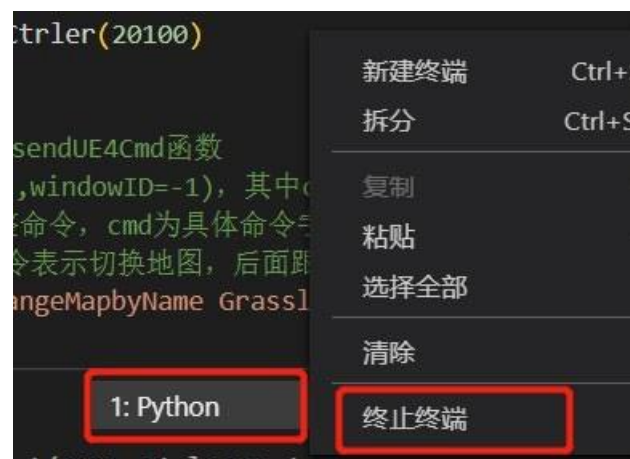 Ctrler(20100)
sendUE4Cmd函数
,windowID=-1)，其中
命令，cmd为具体命令
令表示切换地图，后面跟
angeMapbyName Grassl
1: Python
新建终端 Ctrl+
拆分 Ctrl+S
复制
粘贴
选择全部
清除
终止终端